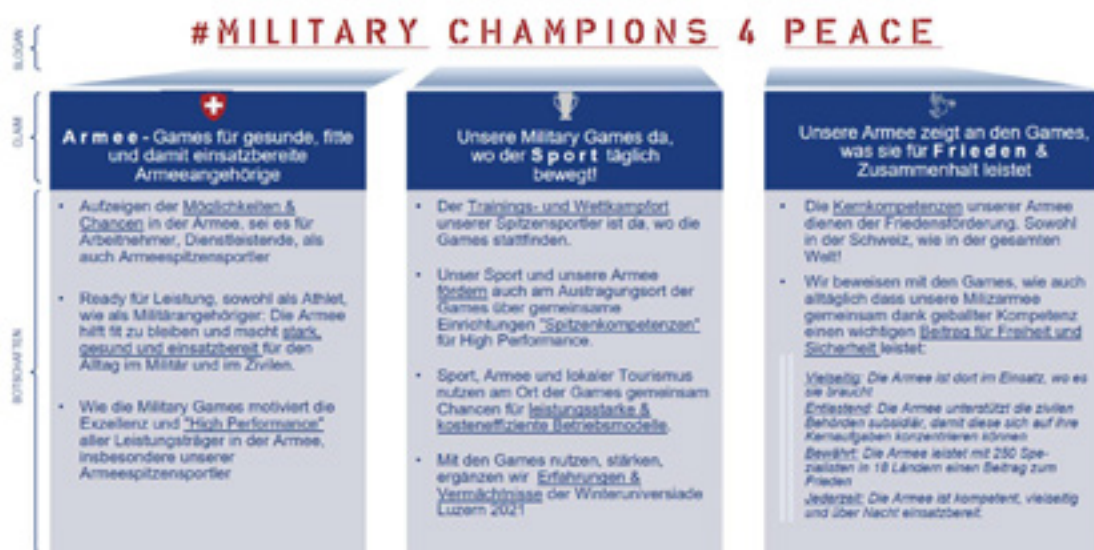 SLOGAN
#MILITARY CHAMPIONS 4 PEACE
CLAIM
Armee-Games für gesunde, fitte
und damit einsatzbereite
Armeeangehörige
Unsere Military Games da,
wo der Sport täglich
bewegt!
Unsere Armee zeigt an den Games,
was sie für Frieden &
Zusammenhalt leistet
BOTSCHAFTEN
• Aufzeigen der Möglichkeiten &
Chancen in der Armee, sei es für
Arbeitnehmer, Dienstleistende, als
auch Armeespitzensportler
• Ready für Leistung, sowohl als Athlet,
wie als Militärangehöriger: Die Armee
hilft fit zu bleiben und macht stark,
gesund und einsatzbereit für den
Alltag im Militär und im Zivilen.
• Wie die Military Games motiviert die
Exzellenz und "High Performance"
aller Leistungsträger in der Armee,
insbesondere unserer
Armeespitzensportler
• Der Trainings- und Wettkampfort
unserer Spitzensportler ist da, wo die
Games stattfinden.
• Unser Sport und unsere Armee
fördern auch am Austragungsort der
Games über gemeinsame
Einrichtungen "Spitzenkompetenzen"
für High Performance.
• Sport, Armee und lokaler Tourismus
nutzen am Ort der Games gemeinsam
Chancen für leistungsstarke &
kosteneffiziente Betriebsmodelle.
• Mit den Games nutzen, stärken,
ergänzen wir Erfahrungen &
Vermächtnisse der Winteruniversiade
Luzern 2021
• Die Kernkompetenzen unserer Armee
dienen der Friedensförderung. Sowohl
in der Schweiz, wie in der gesamten
Welt!
• Wir beweisen mit den Games, wie auch
alltäglich dass unsere Milizarmee
gemeinsam dank geballter Kompetenz
einen wichtigen Beitrag für Freiheit und
Sicherheit leistet:
Vielseitig: Die Armee ist dort im Einsatz, wo es
sie braucht
Entlastend: Die Armee unterstützt die zivilen
Behörden subsidiär, damit diese sich auf ihre
Kernaufgaben konzentrieren können
Bewährt: Die Armee leistet mit 250 Spe-
zialisten in 18 Ländern einen Beitrag zum
Frieden
Jederzeit: Die Armee ist kompetent, vielseitig
und über Nacht einsatzbereit.